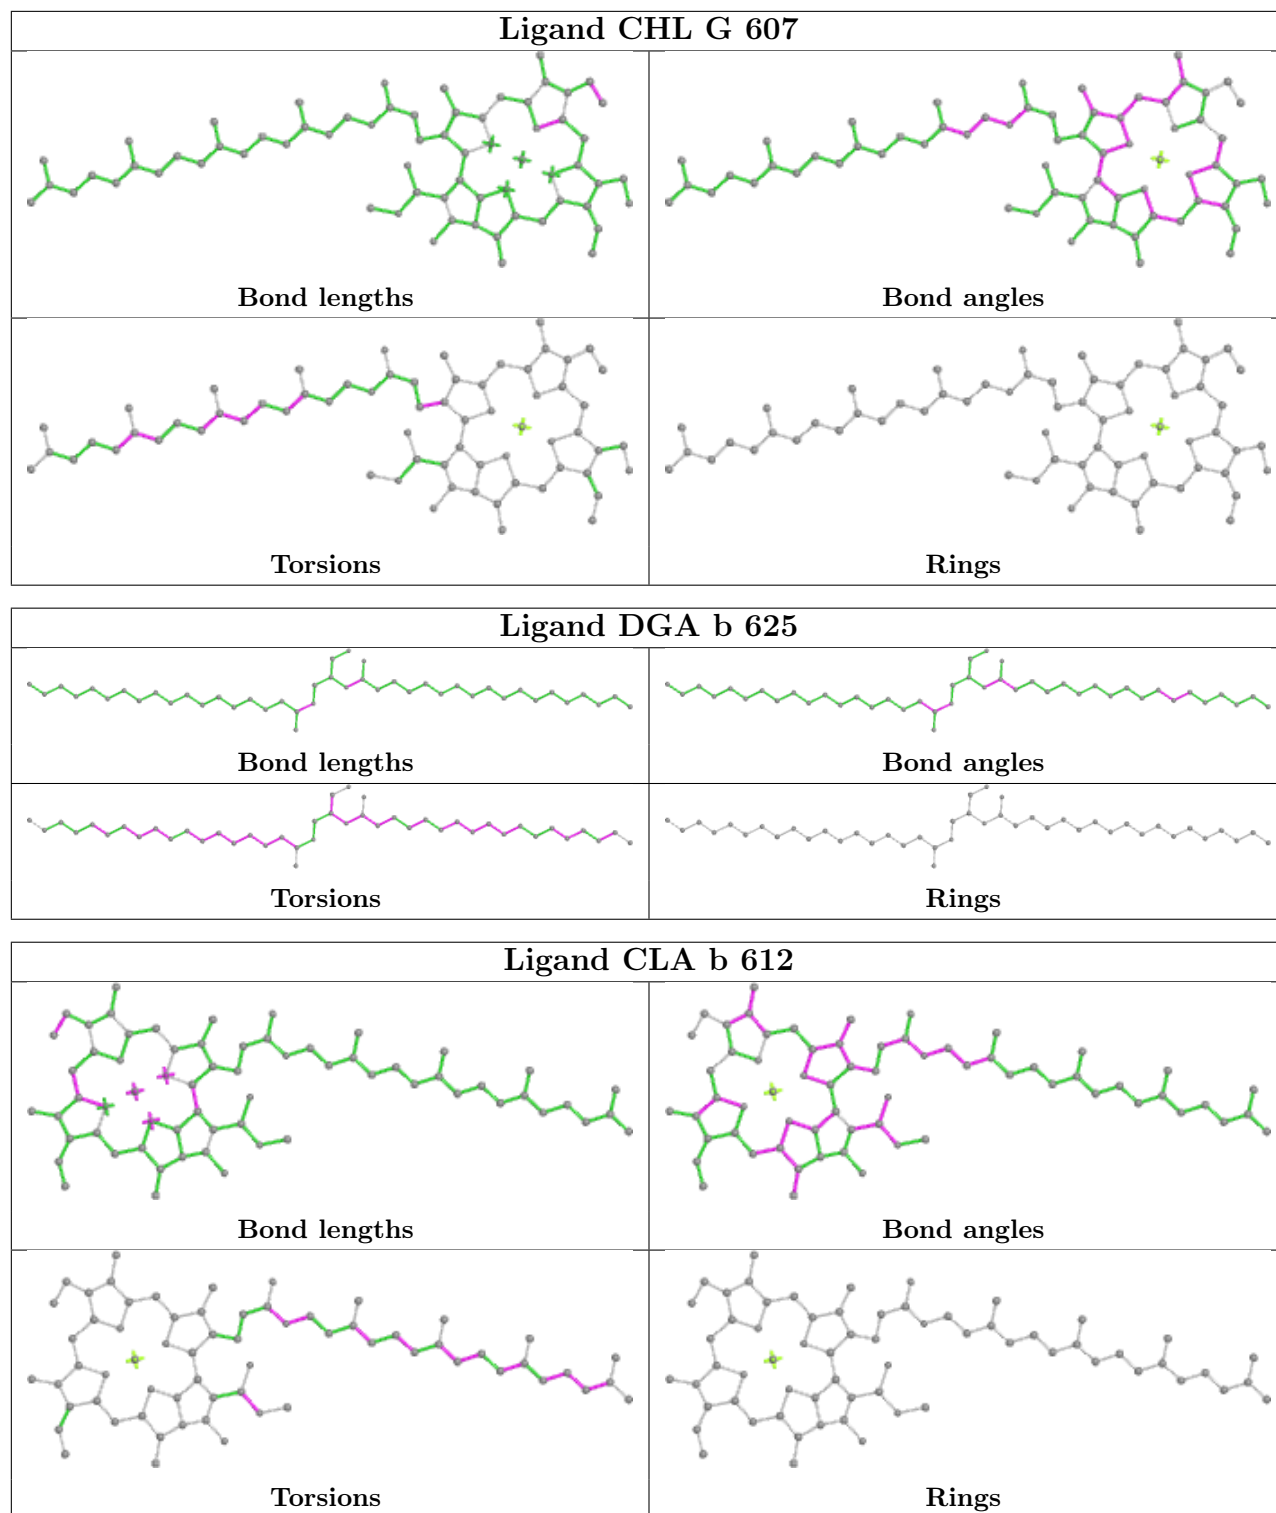 Ligand CHL G 607
Bond lengths
Bond angles
Torsions
Rings
Ligand DGA b 625
Bond lengths
Bond angles
Torsions
Rings
Ligand CLA b 612
Bond lengths
Bond angles
Torsions
Rings